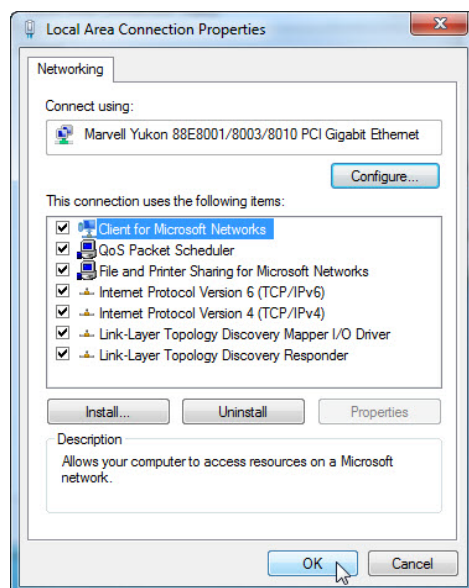 Local Area Connection Properties
Networking
Connect using:
Marvell Yukon 88E8001/8003/8010 PCI Gigabit Ethernet
Configure...
This connection uses the following items:
Client for Microsoft Networks
QoS Packet Scheduler
File and Printer Sharing for Microsoft Networks
Internet Protocol Version 6 (TCP/IPv6)
Internet Protocol Version 4 (TCP/IPv4)
Link-Layer Topology Discovery Mapper I/O Driver
Link-Layer Topology Discovery Responder
Install... Uninstall Properties
Description
Allows your computer to access resources on a Microsoft
network.
OK Cancel